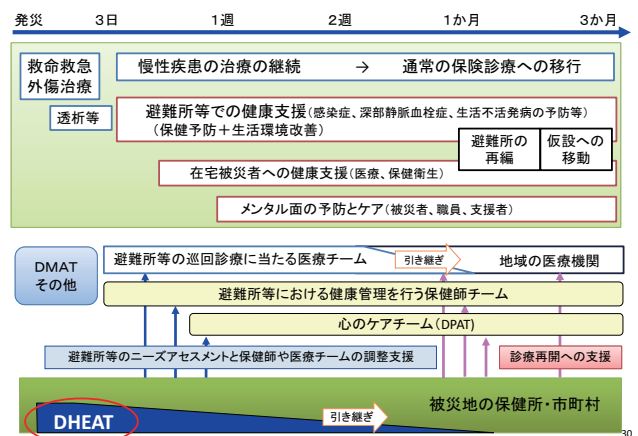 発災 3日 1週 2週 1か月 3か月
救命救急
外傷治療
慢性疾患の治療の継続 → 通常の保険診療への移行
透析等
避難所等での健康支援(感染症、深部静脈血栓症、生活不活発病の予防等)
(保健予防+生活環境改善)
避難所の
再編
仮設への
移動
在宅被災者への健康支援(医療、保健衛生)
メンタル面の予防とケア(被災者、職員、支援者)
DMAT
その他
避難所等の巡回診療に当たる医療チーム
引き継ぎ
地域の医療機関
避難所等における健康管理を行う保健師チーム
心のケアチーム(DPAT)
避難所等のニーズアセスメントと保健師や医療チームの調整支援
診療再開への支援
被災地の保健所・市町村
DHEAT
引き継ぎ
30